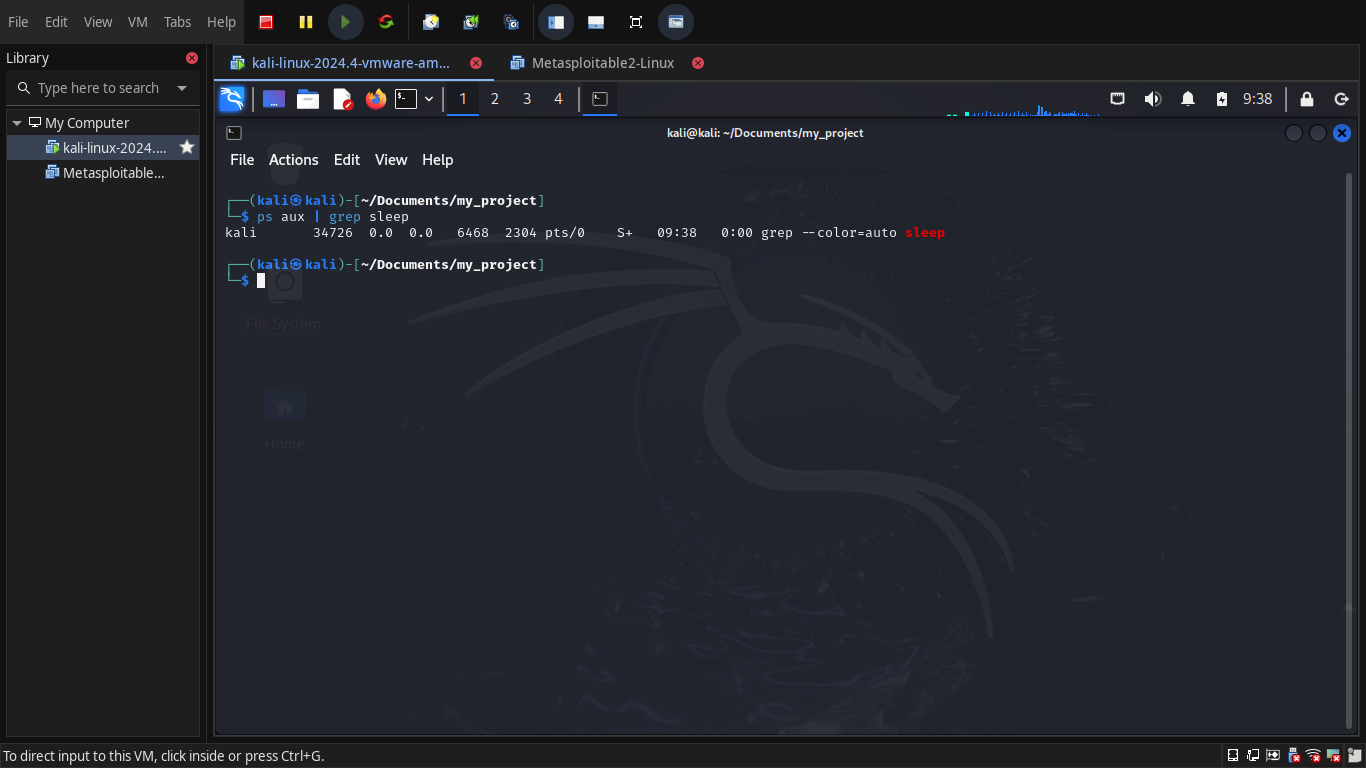 File Edit View VM Tabs Help
Library
Type here to search
My Computer
kali-linux-2024....
Metasploitable...
kali-linux-2024.4-vmware-am...
Metasploitable2-Linux
1 2 3 4
9:38
kali@kali: ~/Documents/my_project
File Actions Edit View Help
┌──(kali㉿kali)-[~/Documents/my_project]
└─$ ps aux | grep sleep
kali 34726 0.0 0.0 6468 2304 pts/0 S+ 09:38 0:00 grep --color=auto sleep
┌──(kali㉿kali)-[~/Documents/my_project]
└─$
File System
Home
To direct input to this VM, click inside or press Ctrl+G.